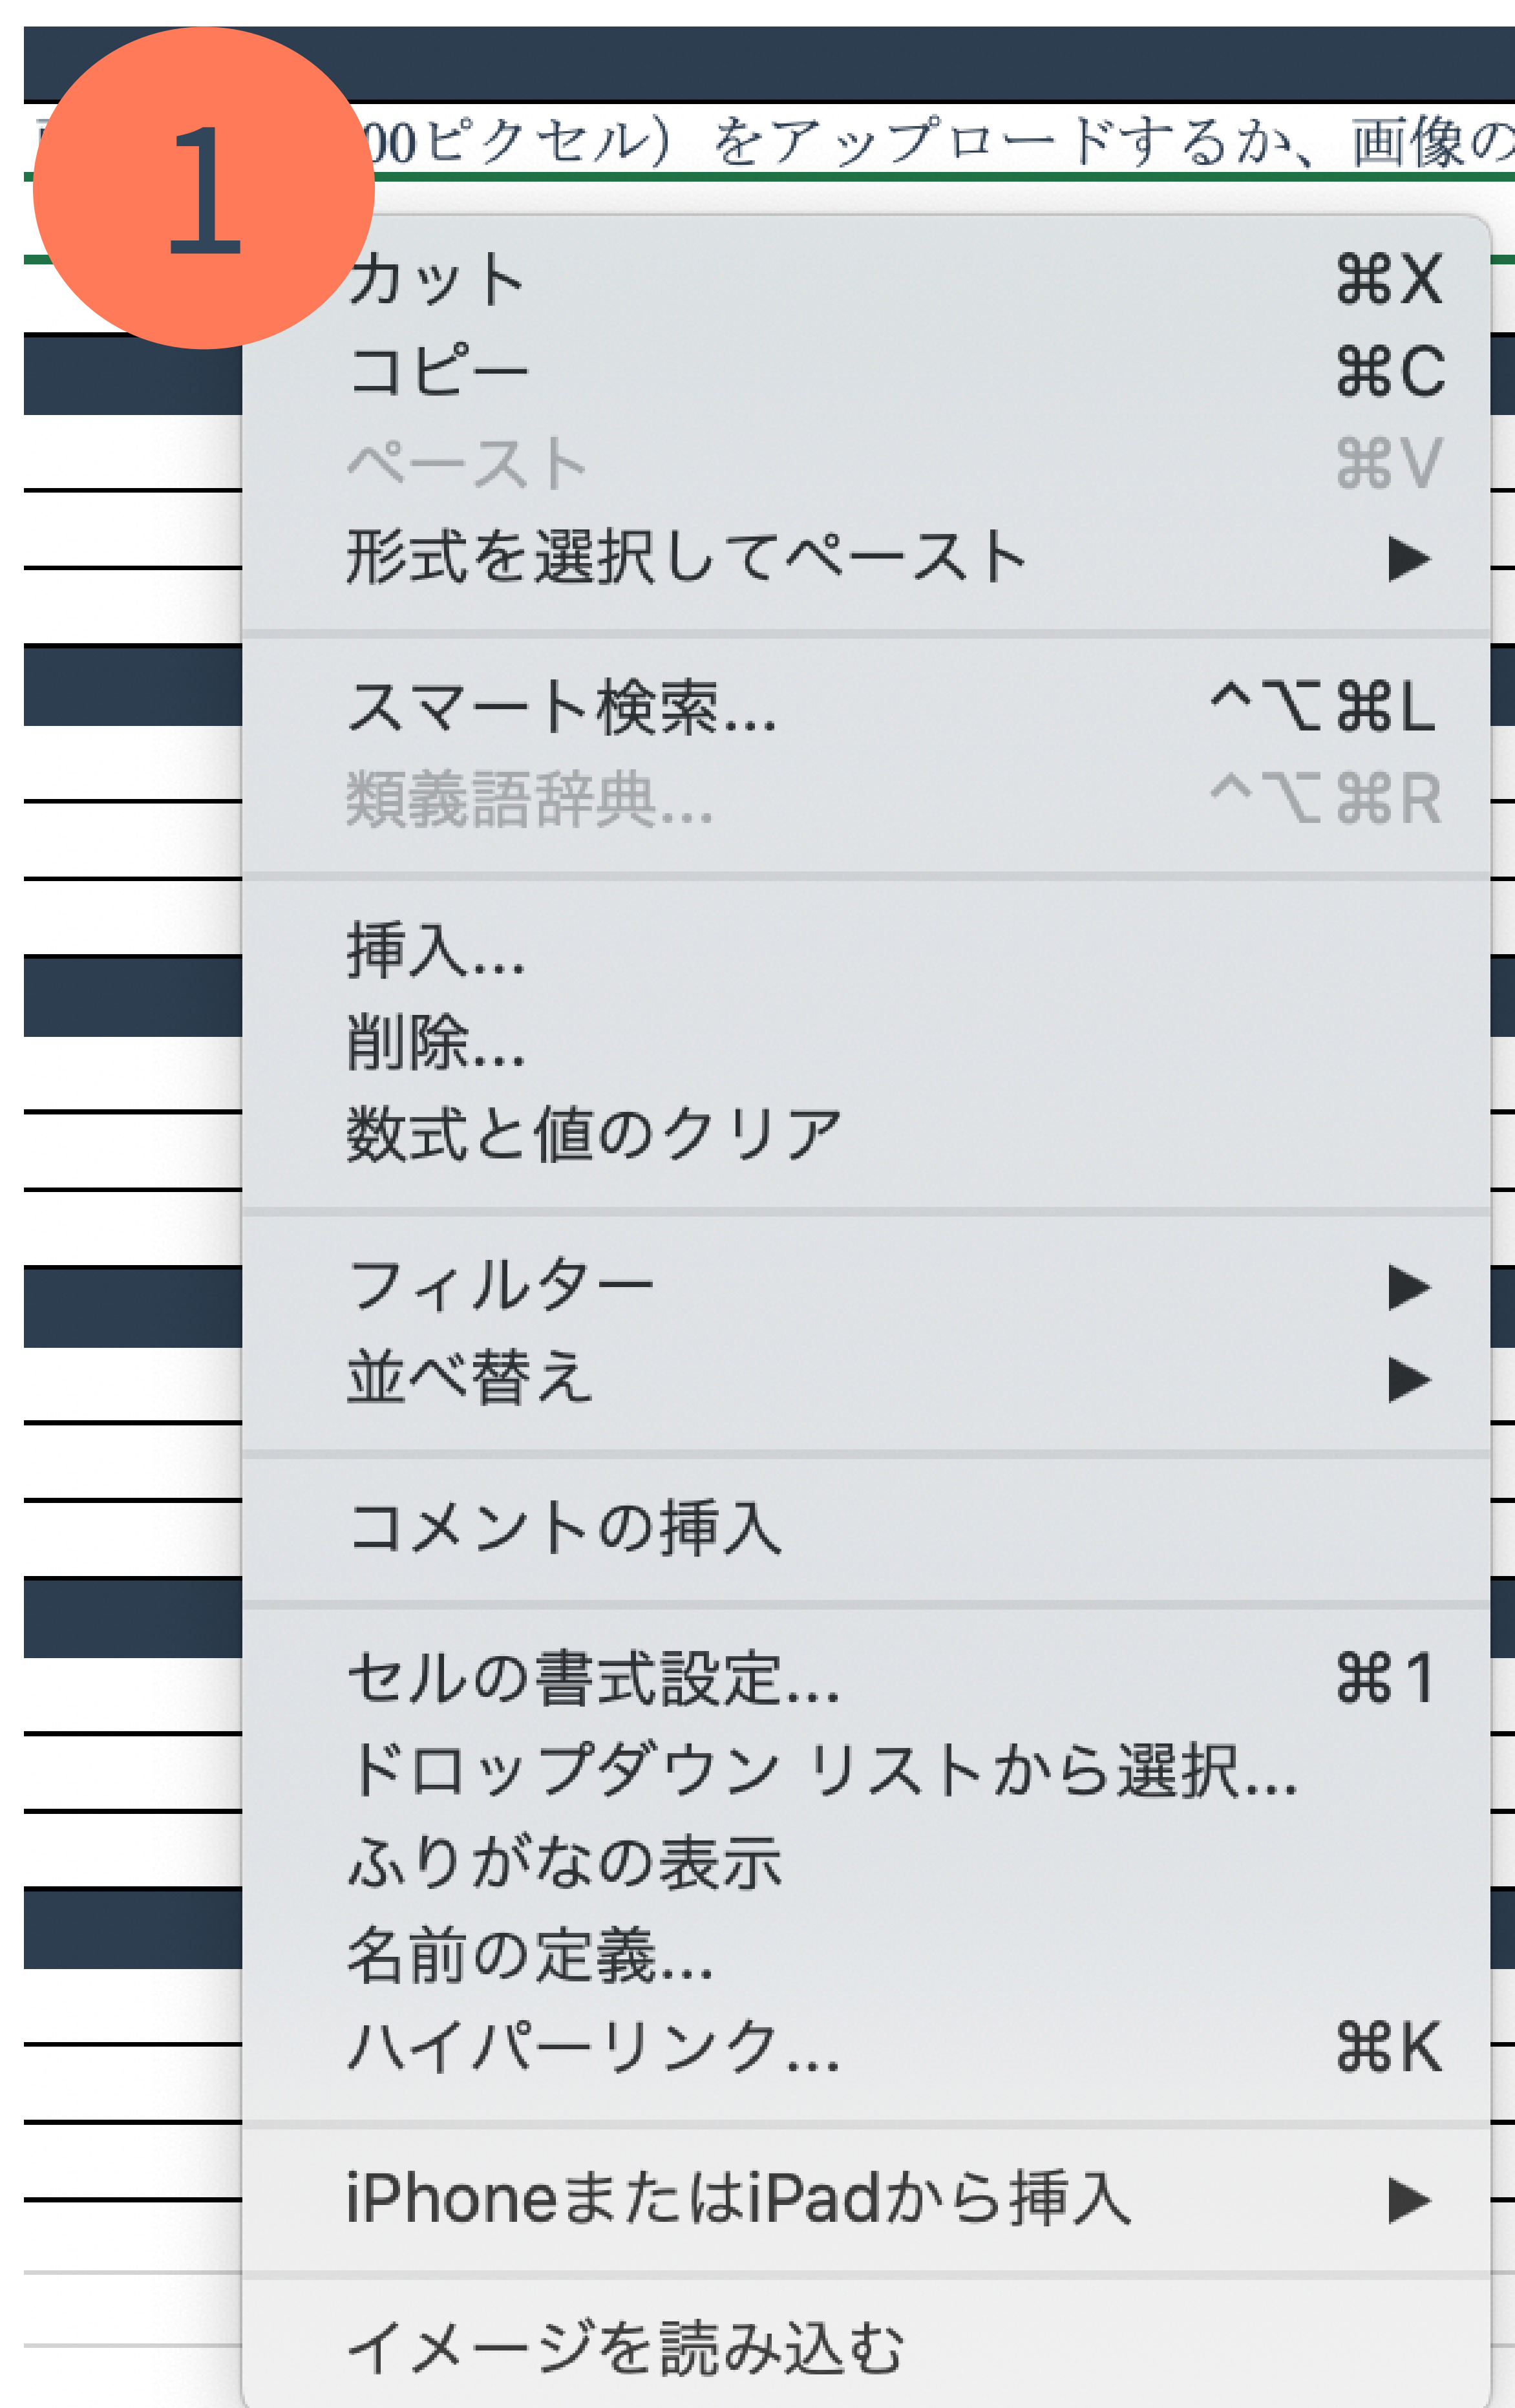 1
00ピクセル）をアップロードするか、画像の
カット ⌘X
コピー ⌘C
ペースト ⌘V
形式を選択してペースト ▶
スマート検索... ^⌥⌘L
類義語辞典... ^⌥⌘R
挿入...
削除...
数式と値のクリア
フィルター ▶
並べ替え ▶
コメントの挿入
セルの書式設定... ⌘1
ドロップダウン リストから選択...
ふりがなの表示
名前の定義...
ハイパーリンク... ⌘K
iPhoneまたはiPadから挿入 ▶
イメージを読み込む